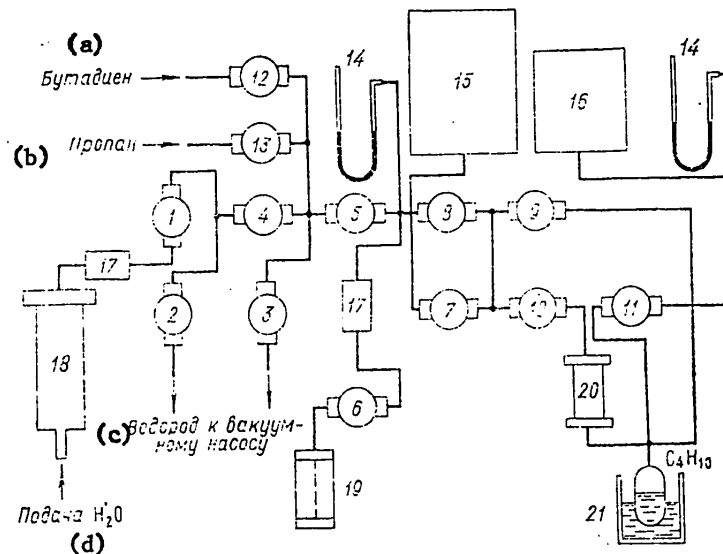 (a)
Бутадиен
12
14
15
16
14
(b)
Пропан
13
1
4
5
8
9
17
2
3
17
7
10
11
18
6
20
(c)
Водород к вакуум-
ному насосу
19
C₄H₁₀
21
Подача H₂O
(d)